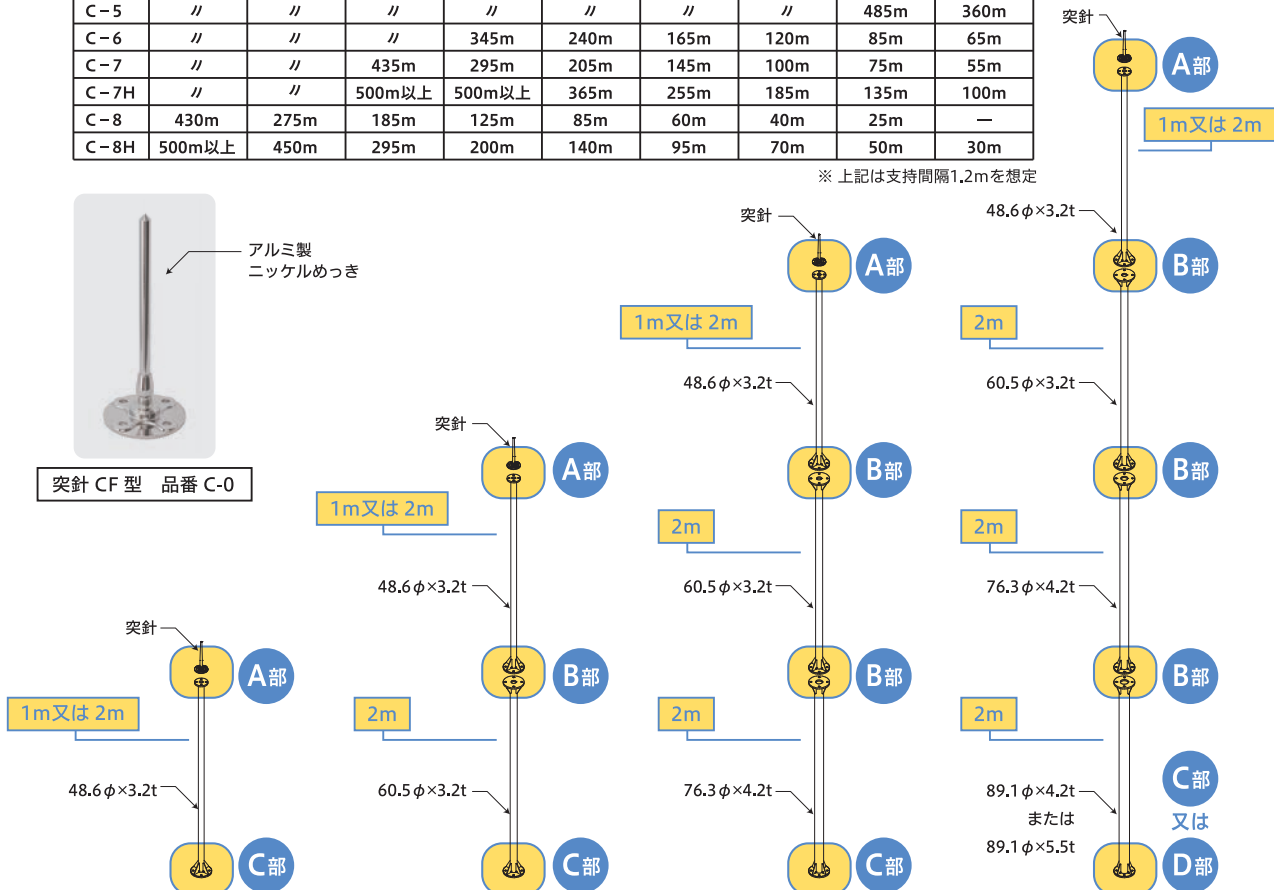 C-5 〃 〃 〃 〃 〃 〃 〃 485m 360m
C-6 〃 〃 〃 345m 240m 165m 120m 85m 65m
C-7 〃 〃 435m 295m 205m 145m 100m 75m 55m
C-7H 〃 〃 500m以上 500m以上 365m 255m 185m 135m 100m
C-8 430m 275m 185m 125m 85m 60m 40m 25m —
C-8H 500m以上 450m 295m 200m 140m 95m 70m 50m 30m
※ 上記は支持間隔1.2mを想定
アルミ製
ニッケルめっき
突針 CF 型 品番 C-0
突針
A部
1m又は 2m
48.6φ×3.2t
C部
突針
A部
1m又は 2m
48.6φ×3.2t
B部
2m
60.5φ×3.2t
C部
突針
A部
1m又は 2m
48.6φ×3.2t
B部
2m
60.5φ×3.2t
B部
2m
76.3φ×4.2t
C部
突針
A部
1m又は 2m
48.6φ×3.2t
B部
2m
60.5φ×3.2t
B部
2m
76.3φ×4.2t
B部
2m
89.1φ×4.2t
または
89.1φ×5.5t
C部
又は
D部